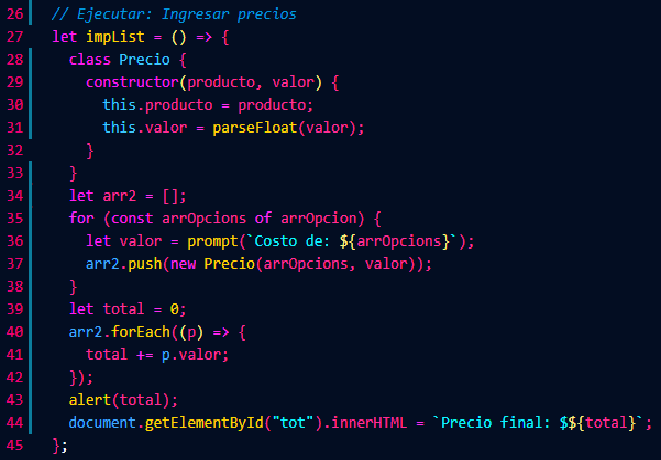 26 // Ejecutar: Ingresar precios
27 let impList = () => {
28   class Precio {
29     constructor(producto, valor) {
30       this.producto = producto;
31       this.valor = parseFloat(valor);
32     }
33   }
34   let arr2 = [];
35   for (const arrOpcions of arrOpcion) {
36     let valor = prompt(`Costo de: ${arrOpcions}`);
37     arr2.push(new Precio(arrOpcions, valor));
38   }
39   let total = 0;
40   arr2.forEach((p) => {
41     total += p.valor;
42   });
43   alert(total);
44   document.getElementById("tot").innerHTML = `Precio final: $${total}`;
45 };